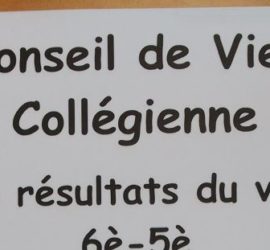 onseil de Vie
Collégienne
résultats du v
6è-5è